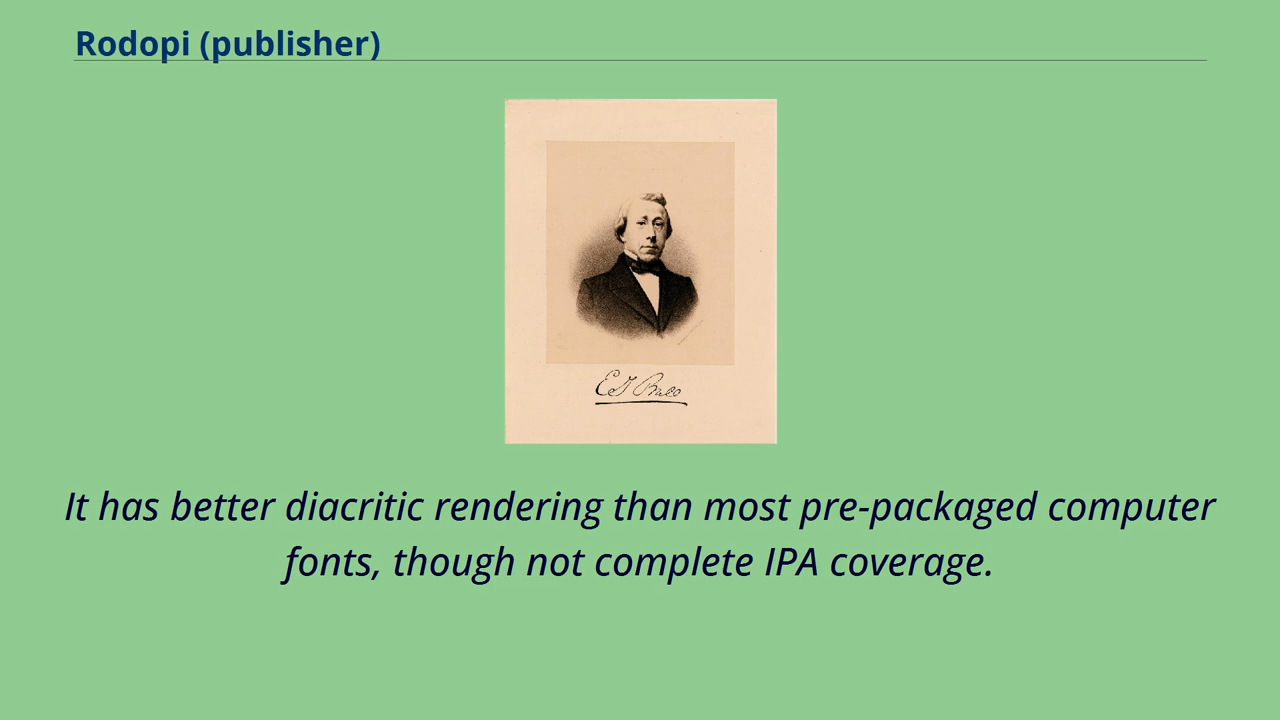 Rodopi (publisher)
It has better diacritic rendering than most pre-packaged computer
fonts, though not complete IPA coverage.